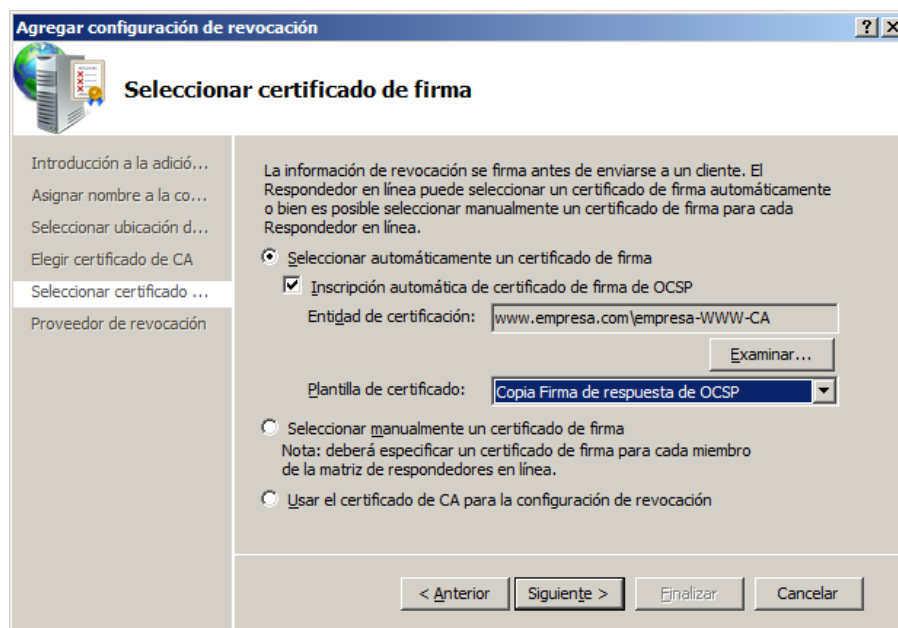 Agregar configuración de revocación
Seleccionar certificado de firma
Introducción a la adició...
Asignar nombre a la co...
Seleccionar ubicación d...
Elegir certificado de CA
Seleccionar certificado ...
Proveedor de revocación
La información de revocación se firma antes de enviarse a un cliente. El
Respondedor en línea puede seleccionar un certificado de firma automáticamente
o bien es posible seleccionar manualmente un certificado de firma para cada
Respondedor en línea.
Seleccionar automáticamente un certificado de firma
Inscripción automática de certificado de firma de OCSP
Entidad de certificación: www.empresa.com\empresa-WWW-CA
Examinar...
Plantilla de certificado: Copia Firma de respuesta de OCSP
Seleccionar manualmente un certificado de firma
Nota: deberá especificar un certificado de firma para cada miembro
de la matriz de respondedores en línea.
Usar el certificado de CA para la configuración de revocación
< Anterior Siguiente > Finalizar Cancelar